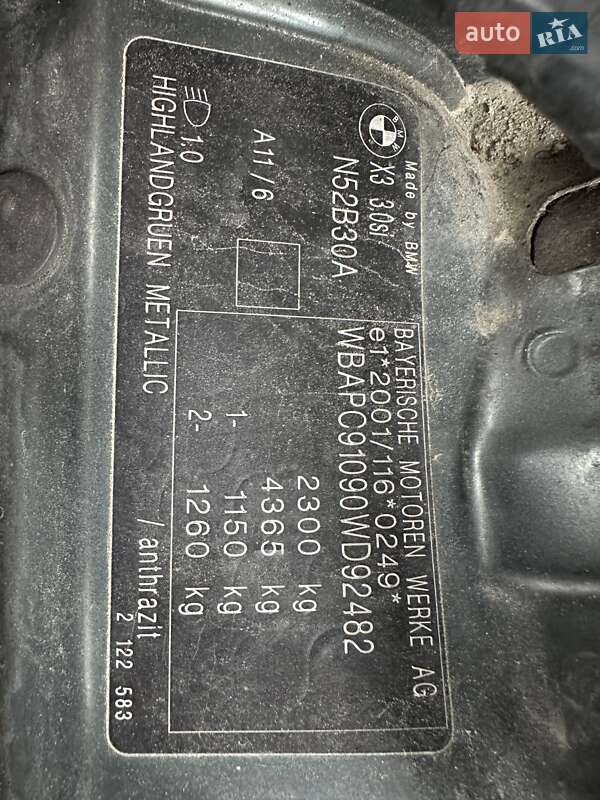 auto RIA.com
BMW
Made by BMW
X3 3.0si
N52B30A
A11/6
1.0
HIGHLANDGRUEN METALLIC
BAYERISCHE MOTOREN WERKE AG
e1*2001/116*0249*
WBAPC91090WD92482
2300 kg
4365 kg
1- 1150 kg
2- 1260 kg
/ anthrazit
2 122 583